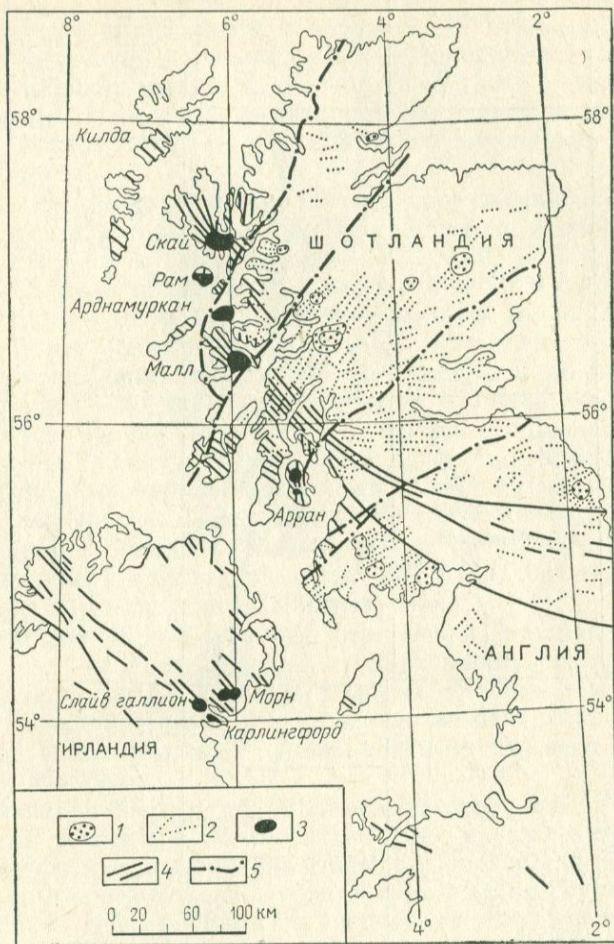 8° 6° 4° 2°
58° 58°
Килда
Скай
ШОТЛАНДИЯ
Рам
Арднамуркан
Малл
56° 56°
Арран
АНГЛИЯ
Слайв галлион
Морн
54° 54°
Карлингфорд
ИРЛАНДИЯ
1 2 3
4 5
0 20 60 100 км
4° 2°